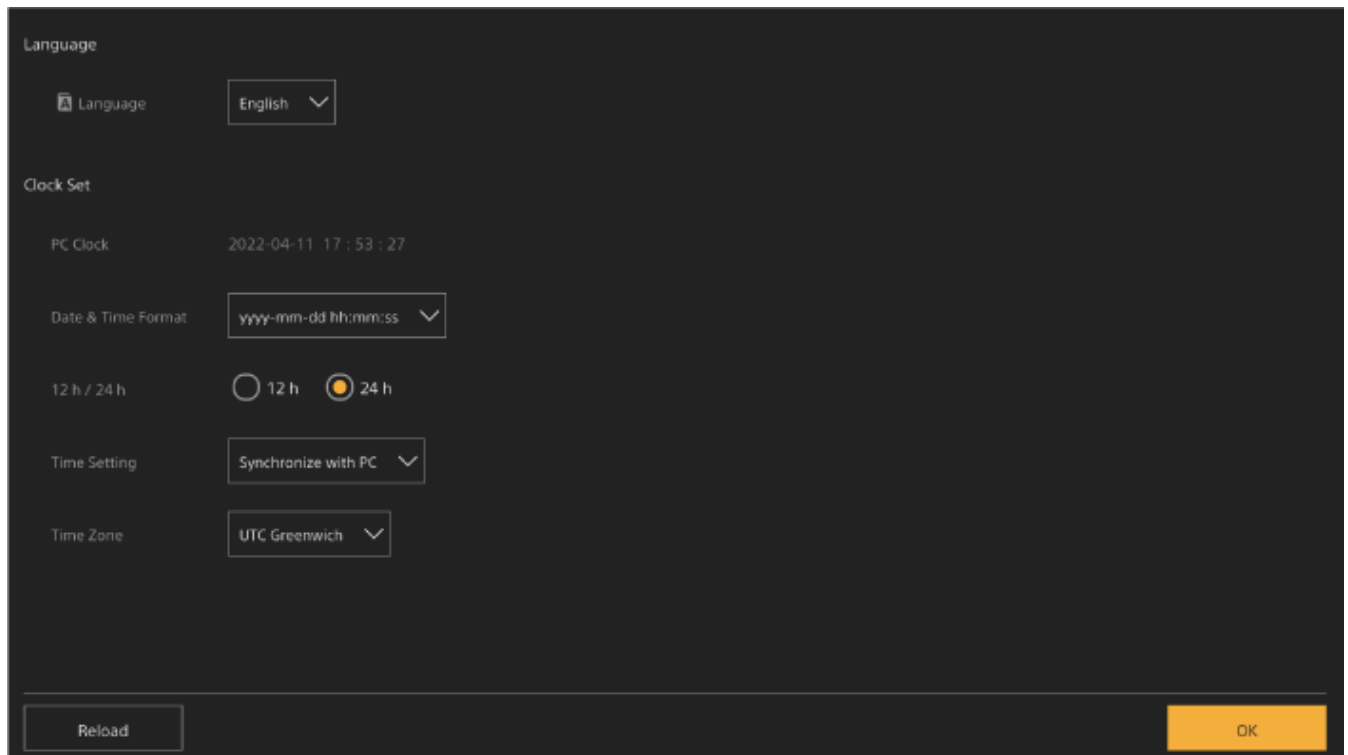 Language
A Language English
Clock Set
PC Clock 2022-04-11 17 : 53 : 27
Date & Time Format yyyy-mm-dd hh:mm:ss
12 h / 24 h 12 h 24 h
Time Setting Synchronize with PC
Time Zone UTC Greenwich
Reload OK